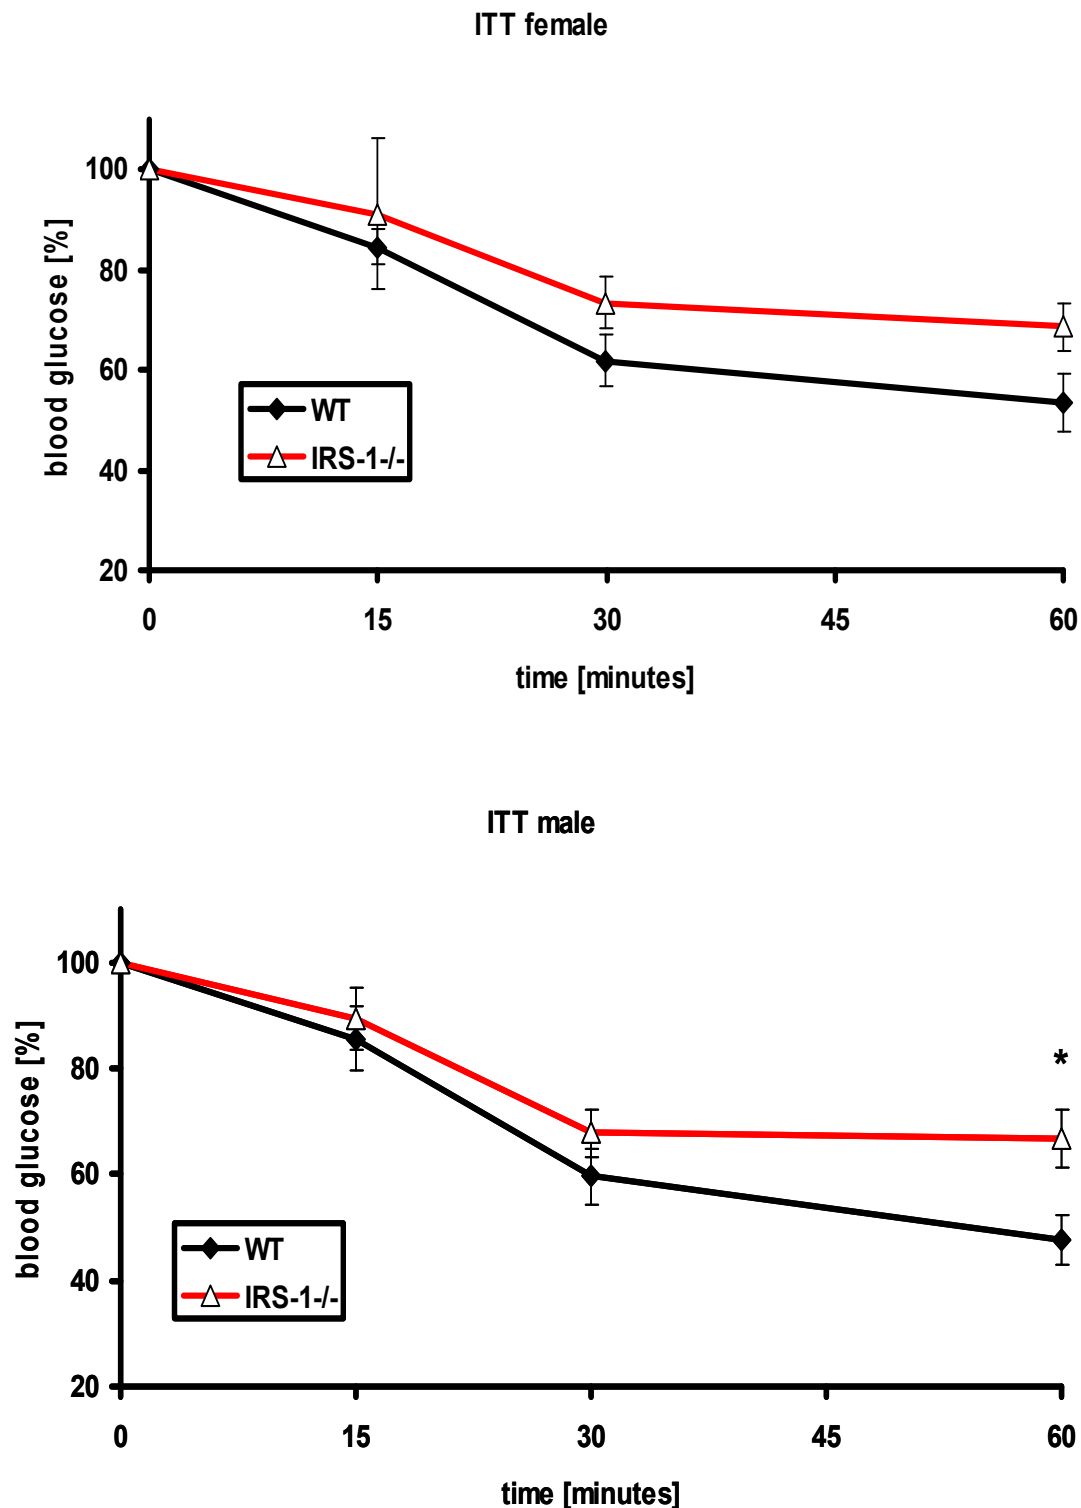 ITT female
blood glucose [%]
100
80
60
40
20
WT
IRS-1-/-
0 15 30 45 60
time [minutes]
ITT male
blood glucose [%]
100
80
60
40
20
*
WT
IRS-1-/-
0 15 30 45 60
time [minutes]